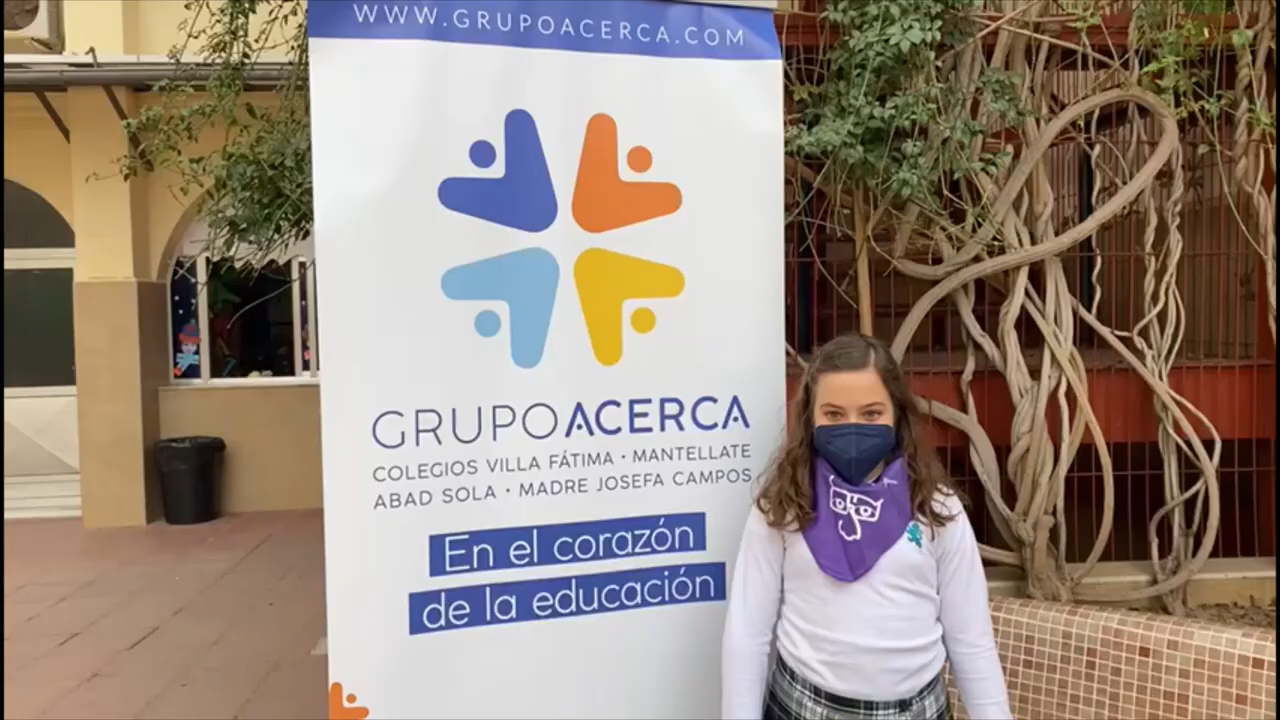 WWW.GRUPOACERCA.COM
GRUPOACERCA
COLEGIOS VILLA FÁTIMA · MANTELLATE
ABAD SOLA · MADRE JOSEFA CAMPOS
En el corazón
de la educación